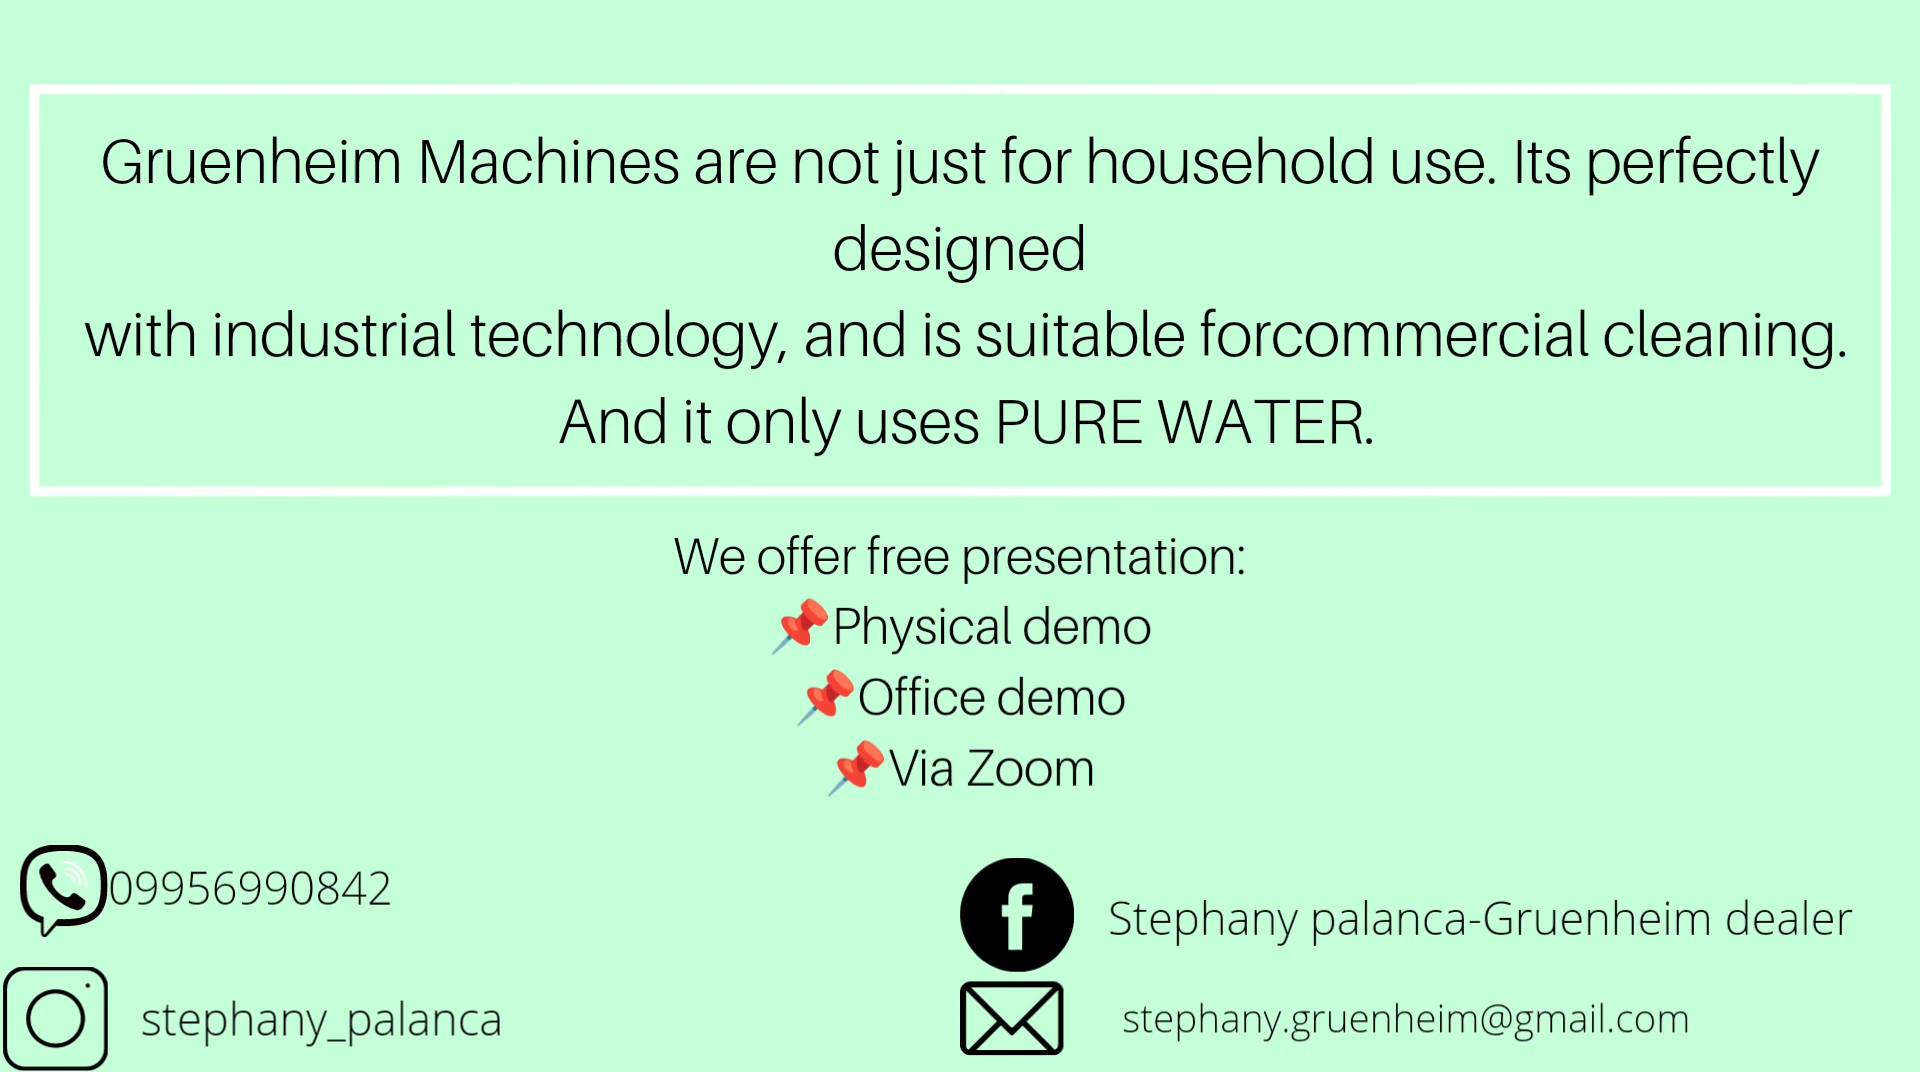 Gruenheim Machines are not just for household use. Its perfectly
designed
with industrial technology, and is suitable forcommercial cleaning.
And it only uses PURE WATER.
We offer free presentation:
📌Physical demo
📌Office demo
📌Via Zoom
09956990842
Stephany palanca-Gruenheim dealer
stephany_palanca
stephany.gruenheim@gmail.com